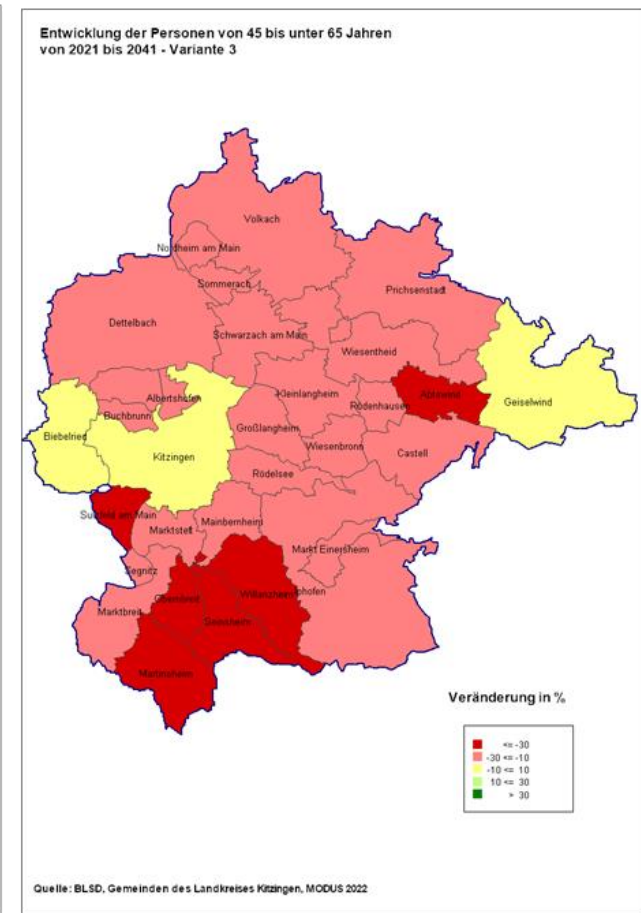 Entwicklung der Personen von 45 bis unter 65 Jahren
von 2021 bis 2041 - Variante 3
Volkach
Nordheim am Main
Sommerach
Prichsenstadt
Dettelbach
Schwarzach am Main
Wiesentheid
Abtswind
Kleinlangheim
Albertshofen
Rödenhausen
Geiselwind
Buchbrunn
Großlangheim
Biebelried
Kitzingen
Wiesenbronn
Castell
Rödelsee
Sulzfeld am Main
Mainbernheim
Marktsteft
Markt Einersheim
Segnitz
Iphofen
Willanzheim
Obernbreit
Marktbreit
Seinsheim
Martinsheim
Veränderung in %
<= -30
-30 <= -10
-10 <= 10
10 <= 30
> 30
Quelle: BLSD, Gemeinden des Landkreises Kitzingen, MODUS 2022